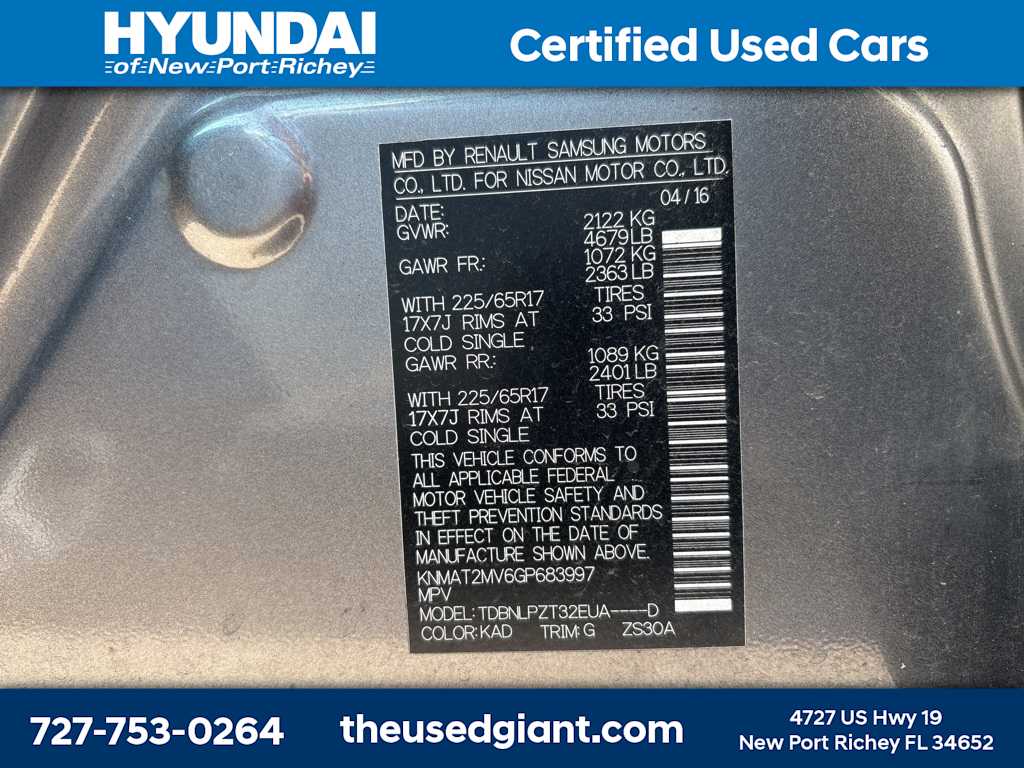 HYUNDAI
of New Port Richey
Certified Used Cars
MFD BY RENAULT SAMSUNG MOTORS
CO., LTD. FOR NISSAN MOTOR CO., LTD.
04/16
DATE:
GVWR: 2122 KG
4679 LB
GAWR FR.: 1072 KG
2363 LB
WITH 225/65R17 TIRES
17X7J RIMS AT 33 PSI
COLD SINGLE
GAWR RR.: 1089 KG
2401 LB
WITH 225/65R17 TIRES
17X7J RIMS AT 33 PSI
COLD SINGLE
THIS VEHICLE CONFORMS TO
ALL APPLICABLE FEDERAL
MOTOR VEHICLE SAFETY AND
THEFT PREVENTION STANDARDS
IN EFFECT ON THE DATE OF
MANUFACTURE SHOWN ABOVE.
KNMAT2MV6GP683997
MPV
MODEL: TDBNLPZT32EUA----D
COLOR: KAD TRIM: G ZS30A
727-753-0264
theusedgiant.com
4727 US Hwy 19
New Port Richey FL 34652